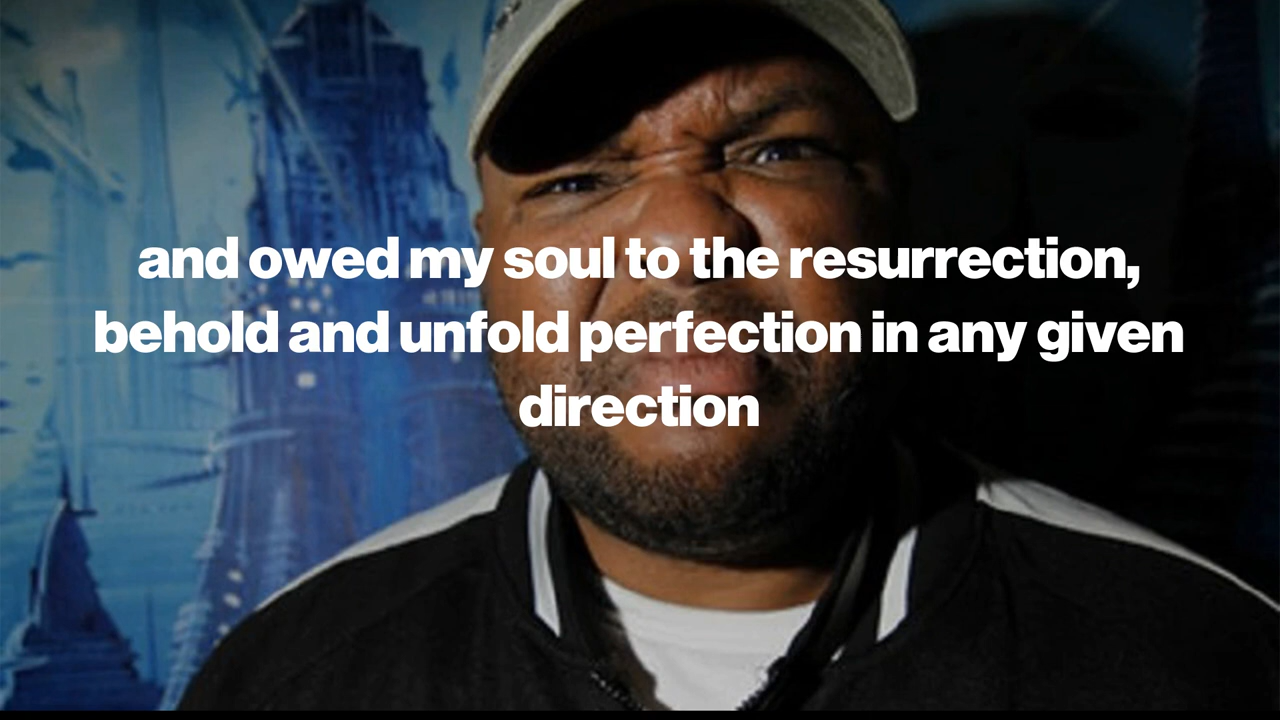 and owed my soul to the resurrection,
behold and unfold perfection in any given
direction